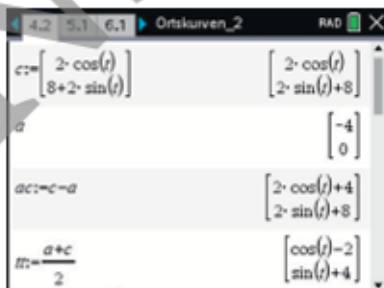 4.2 5.1 6.1 Ortskurven_2 RAD
c:=[2·cos(t) 8+2·sin(t)] [2·cos(t) 2·sin(t)+8]
a [-4 0]
ac:=c-a [2·cos(t)+4 2·sin(t)+8]
m:=(a+c)/2 [cos(t)-2 sin(t)+4]